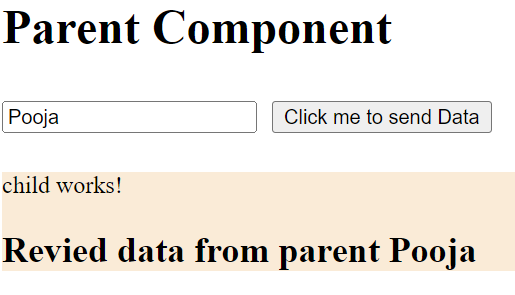 Parent Component
Pooja Click me to send Data
child works!
Revied data from parent Pooja